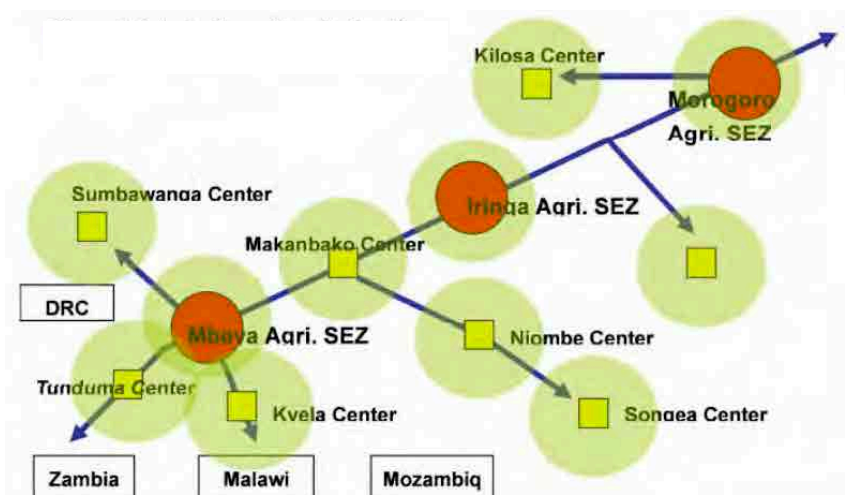 Kilosa Center
Morogoro
Agri. SEZ
Sumbawanga Center
Iringa Agri. SEZ
Makanbako Center
DRC
Mbeya Agri. SEZ
Niombe Center
Tunduma Center
Kyela Center
Songea Center
Zambia
Malawi
Mozambiq